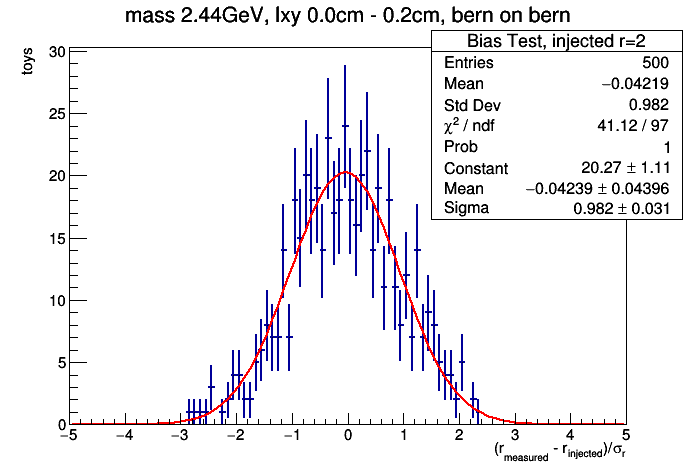 mass 2.44GeV, lxy 0.0cm - 0.2cm, bern on bern
Bias Test, injected r=2
Entries 500
Mean −0.04219
Std Dev 0.982
χ² / ndf 41.12 / 97
Prob 1
Constant 20.27 ± 1.11
Mean −0.04239 ± 0.04396
Sigma 0.982 ± 0.031
toys
30
25
20
15
10
5
0
−5 −4 −3 −2 −1 0 1 2 3 4 5
(r_measured - r_injected)/σ_r